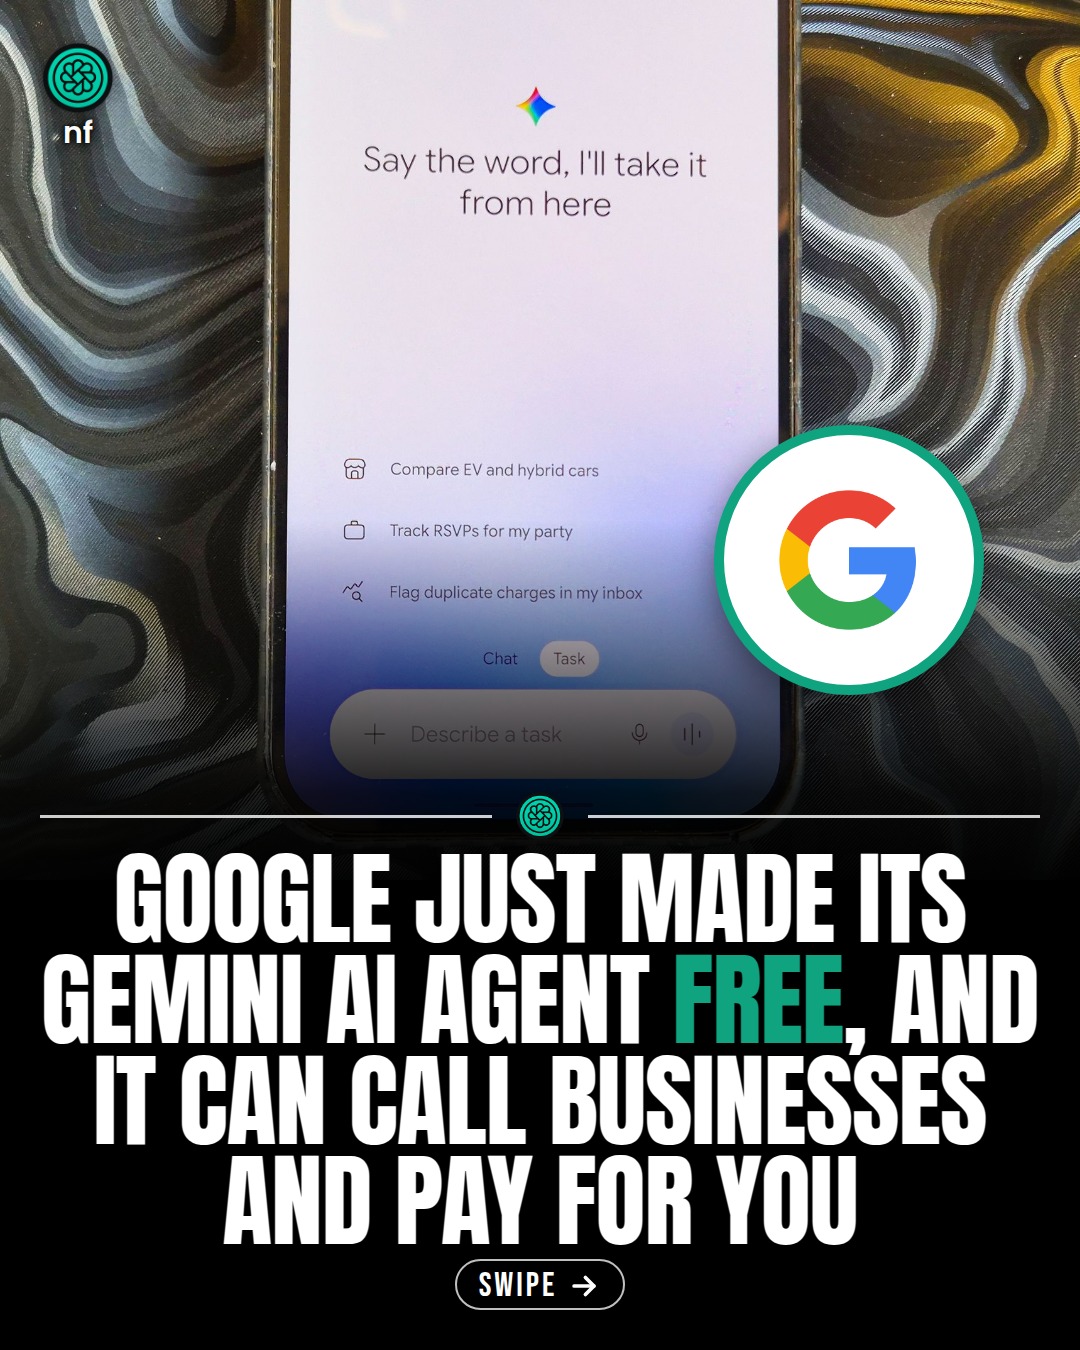 nf
Say the word, I'll take it
from here
Compare EV and hybrid cars
Track RSVPs for my party
Flag duplicate charges in my inbox
Chat Task
Describe a task
GOOGLE JUST MADE ITS
GEMINI AI AGENT FREE, AND
IT CAN CALL BUSINESSES
AND PAY FOR YOU
SWIPE